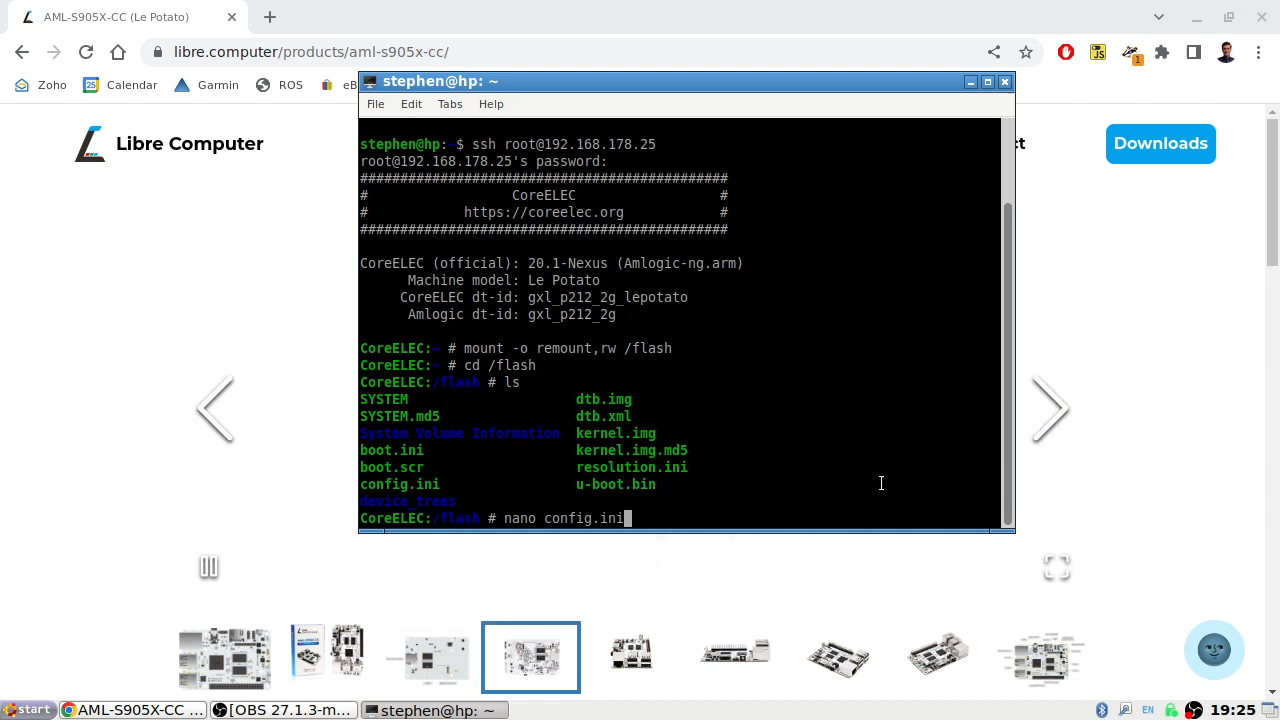 AML-S905X-CC (Le Potato)
libre.computer/products/aml-s905x-cc/
JS
1
Zoho
25 Calendar
Garmin
ROS
eB
stephen@hp: ~
File Edit Tabs Help
Libre Computer
ct
Downloads
stephen@hp:~$ ssh root@192.168.178.25
root@192.168.178.25's password:
##############################################
# CoreELEC #
# https://coreelec.org #
##############################################
CoreELEC (official): 20.1-Nexus (Amlogic-ng.arm)
Machine model: Le Potato
CoreELEC dt-id: gxl_p212_2g_lepotato
Amlogic dt-id: gxl_p212_2g
CoreELEC:~ # mount -o remount,rw /flash
CoreELEC:~ # cd /flash
CoreELEC:/flash # ls
SYSTEM dtb.img
SYSTEM.md5 dtb.xml
System Volume Information kernel.img
boot.ini kernel.img.md5
boot.scr resolution.ini
config.ini u-boot.bin
device_trees
CoreELEC:/flash # nano config.ini
start
AML-S905X-CC ...
[OBS 27.1.3-m...
stephen@hp: ~
EN
19:25